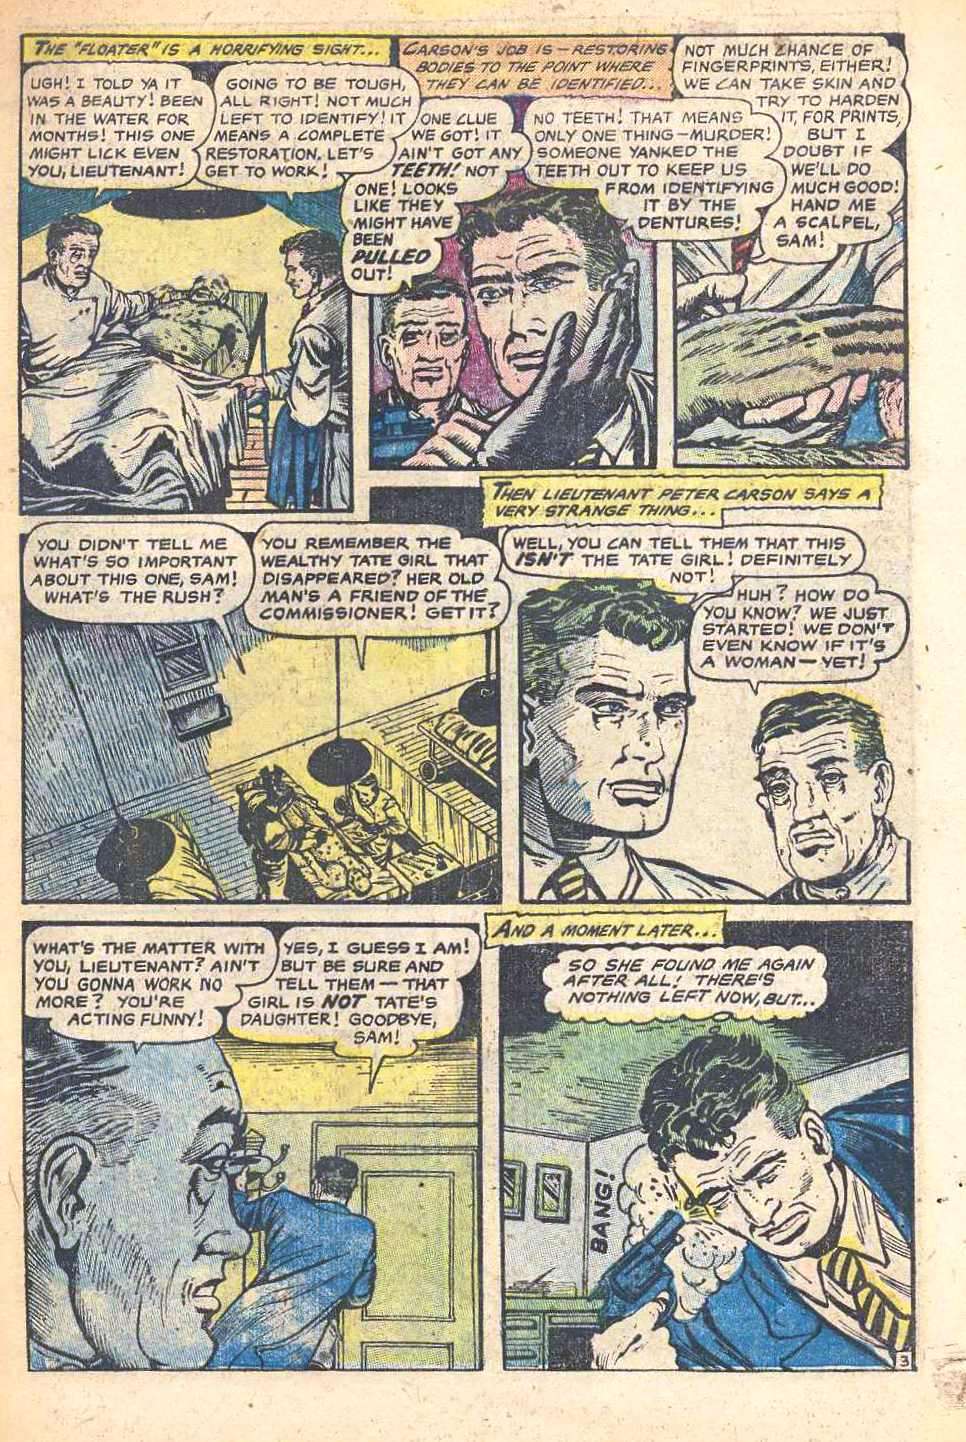 THE "FLOATER" IS A HORRIFYING SIGHT...
UGH! I TOLD YA IT
WAS A BEAUTY! BEEN
IN THE WATER FOR
MONTHS! THIS ONE
MIGHT LICK EVEN
YOU, LIEUTENANT!
GOING TO BE TOUGH,
ALL RIGHT! NOT MUCH
LEFT TO IDENTIFY! IT
MEANS A COMPLETE
RESTORATION. LET'S
GET TO WORK!
CARSON'S JOB IS—RESTORING
BODIES TO THE POINT WHERE
THEY CAN BE IDENTIFIED...
ONE CLUE
WE GOT! IT
AIN'T GOT ANY
TEETH! NOT
ONE! LOOKS
LIKE THEY
MIGHT HAVE
BEEN
PULLED
OUT!
NO TEETH! THAT MEANS
ONLY ONE THING—MURDER!
SOMEONE YANKED THE
TEETH OUT TO KEEP US
FROM IDENTIFYING
IT BY THE
DENTURES!
NOT MUCH CHANCE OF
FINGERPRINTS, EITHER!
WE CAN TAKE SKIN AND
TRY TO HARDEN
IT, FOR PRINTS,
BUT I
DOUBT IF
WE'LL DO
MUCH GOOD!
HAND ME
A SCALPEL,
SAM!
YOU DIDN'T TELL ME
WHAT'S SO IMPORTANT
ABOUT THIS ONE, SAM!
WHAT'S THE RUSH?
YOU REMEMBER THE
WEALTHY TATE GIRL THAT
DISAPPEARED? HER OLD
MAN'S A FRIEND OF THE
COMMISSIONER! GET IT?
THEN LIEUTENANT PETER CARSON SAYS A
VERY STRANGE THING...
WELL, YOU CAN TELL THEM THAT THIS
ISN'T THE TATE GIRL! DEFINITELY
NOT!
HUH? HOW DO
YOU KNOW? WE JUST
STARTED! WE DON'T
EVEN KNOW IF IT'S
A WOMAN—YET!
WHAT'S THE MATTER WITH
YOU, LIEUTENANT? AIN'T
YOU GONNA WORK NO
MORE? YOU'RE
ACTING FUNNY!
YES, I GUESS I AM!
BUT BE SURE AND
TELL THEM—THAT
GIRL IS NOT TATE'S
DAUGHTER! GOODBYE,
SAM!
AND A MOMENT LATER...
SO SHE FOUND ME AGAIN
AFTER ALL! THERE'S
NOTHING LEFT NOW, BUT...
BANG!
3